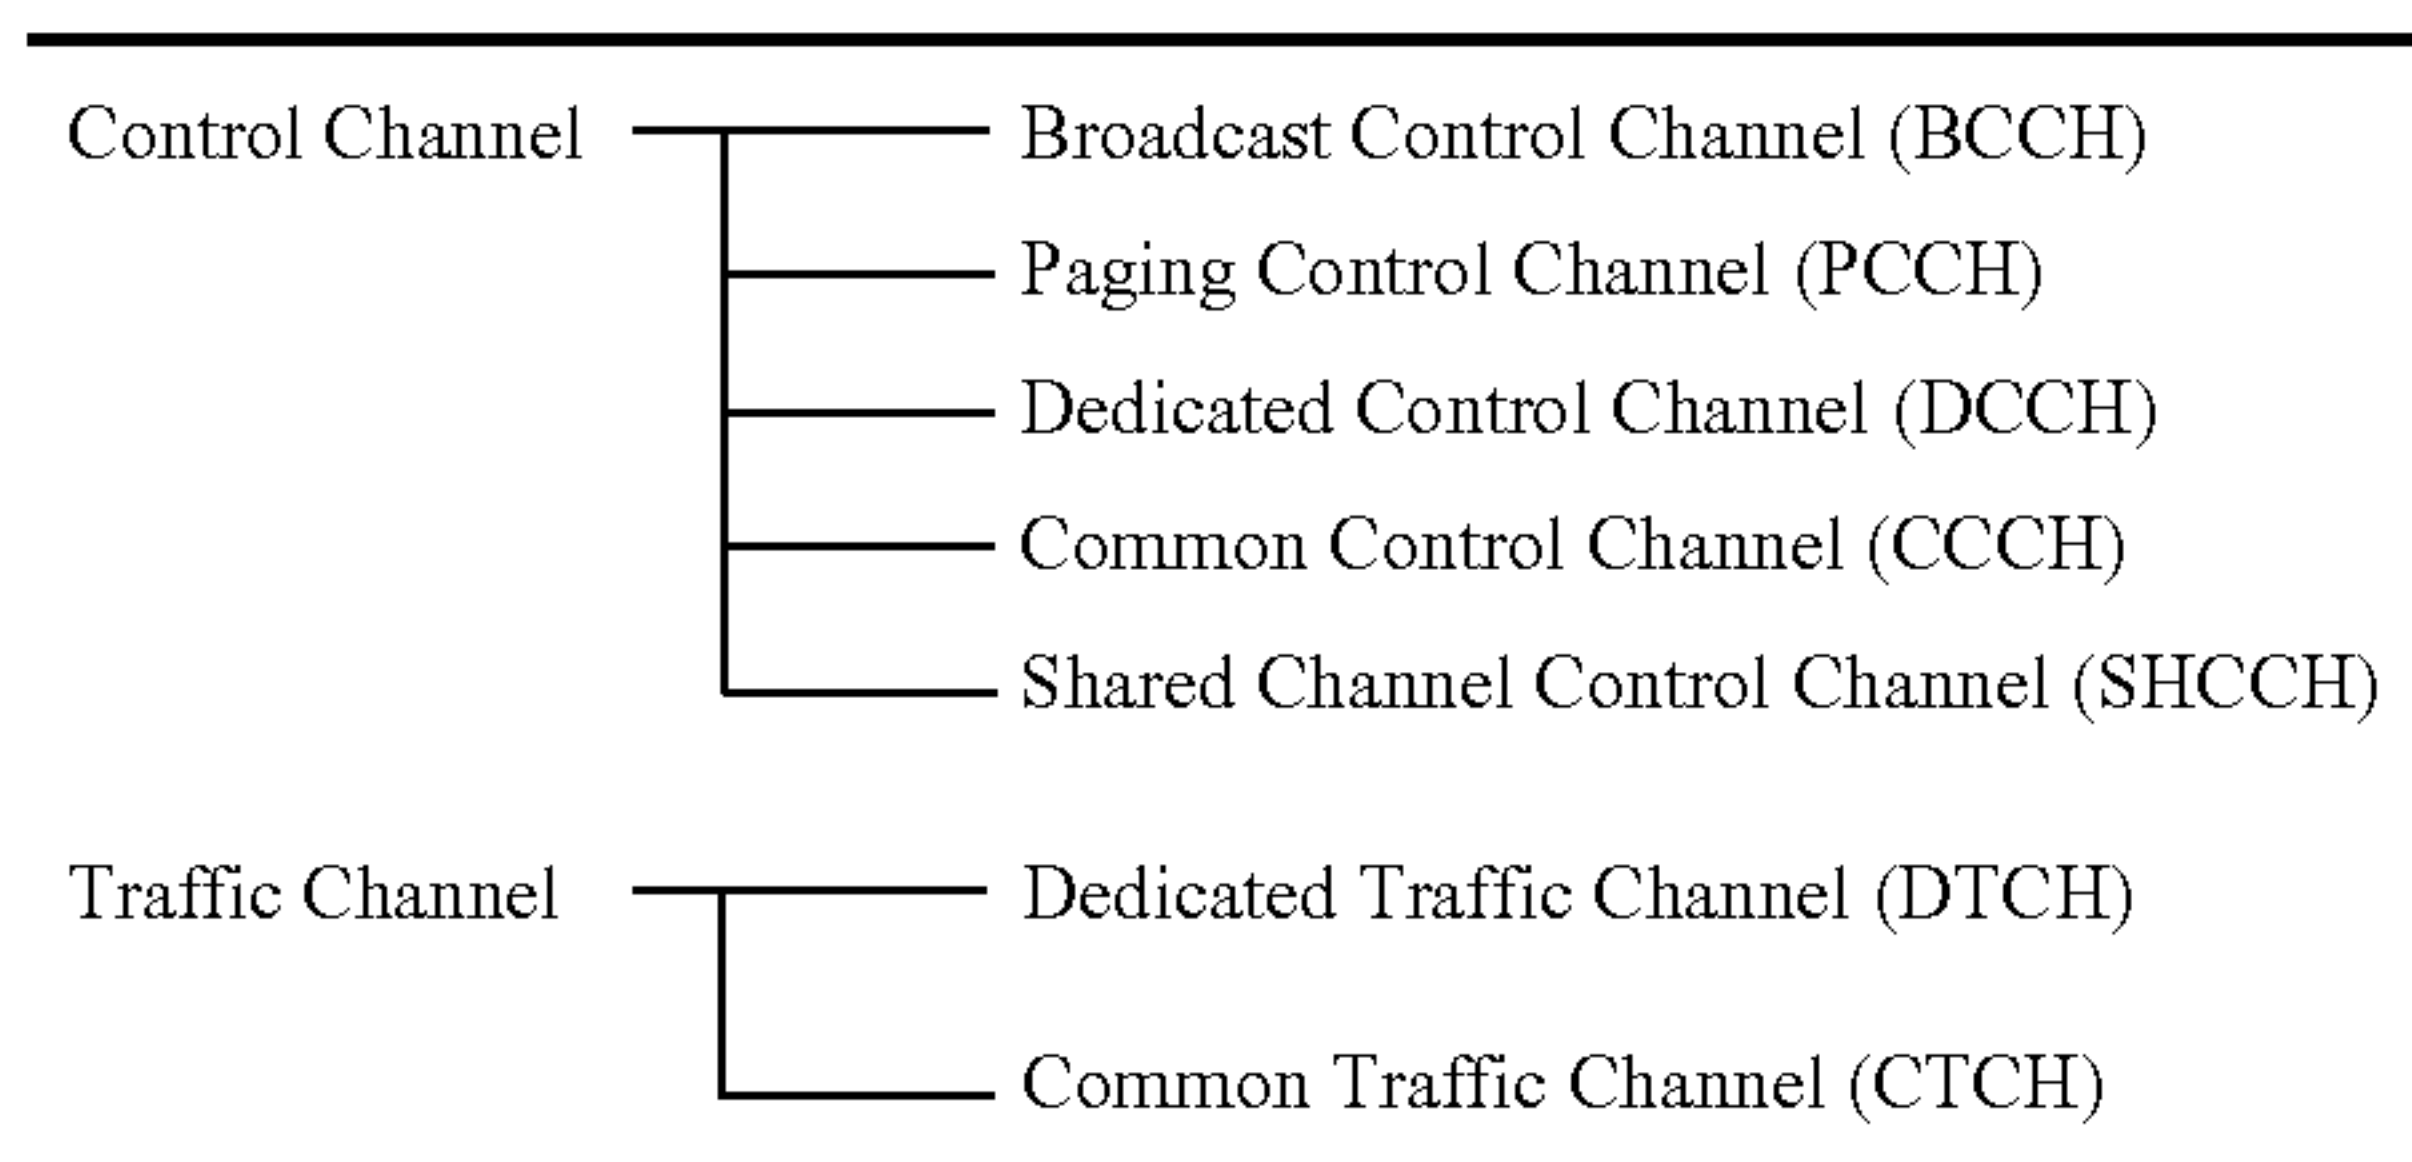 Control Channel
Broadcast Control Channel (BCCH)
Paging Control Channel (PCCH)
Dedicated Control Channel (DCCH)
Common Control Channel (CCCH)
Shared Channel Control Channel (SHCCH)
Traffic Channel
Dedicated Traffic Channel (DTCH)
Common Traffic Channel (CTCH)